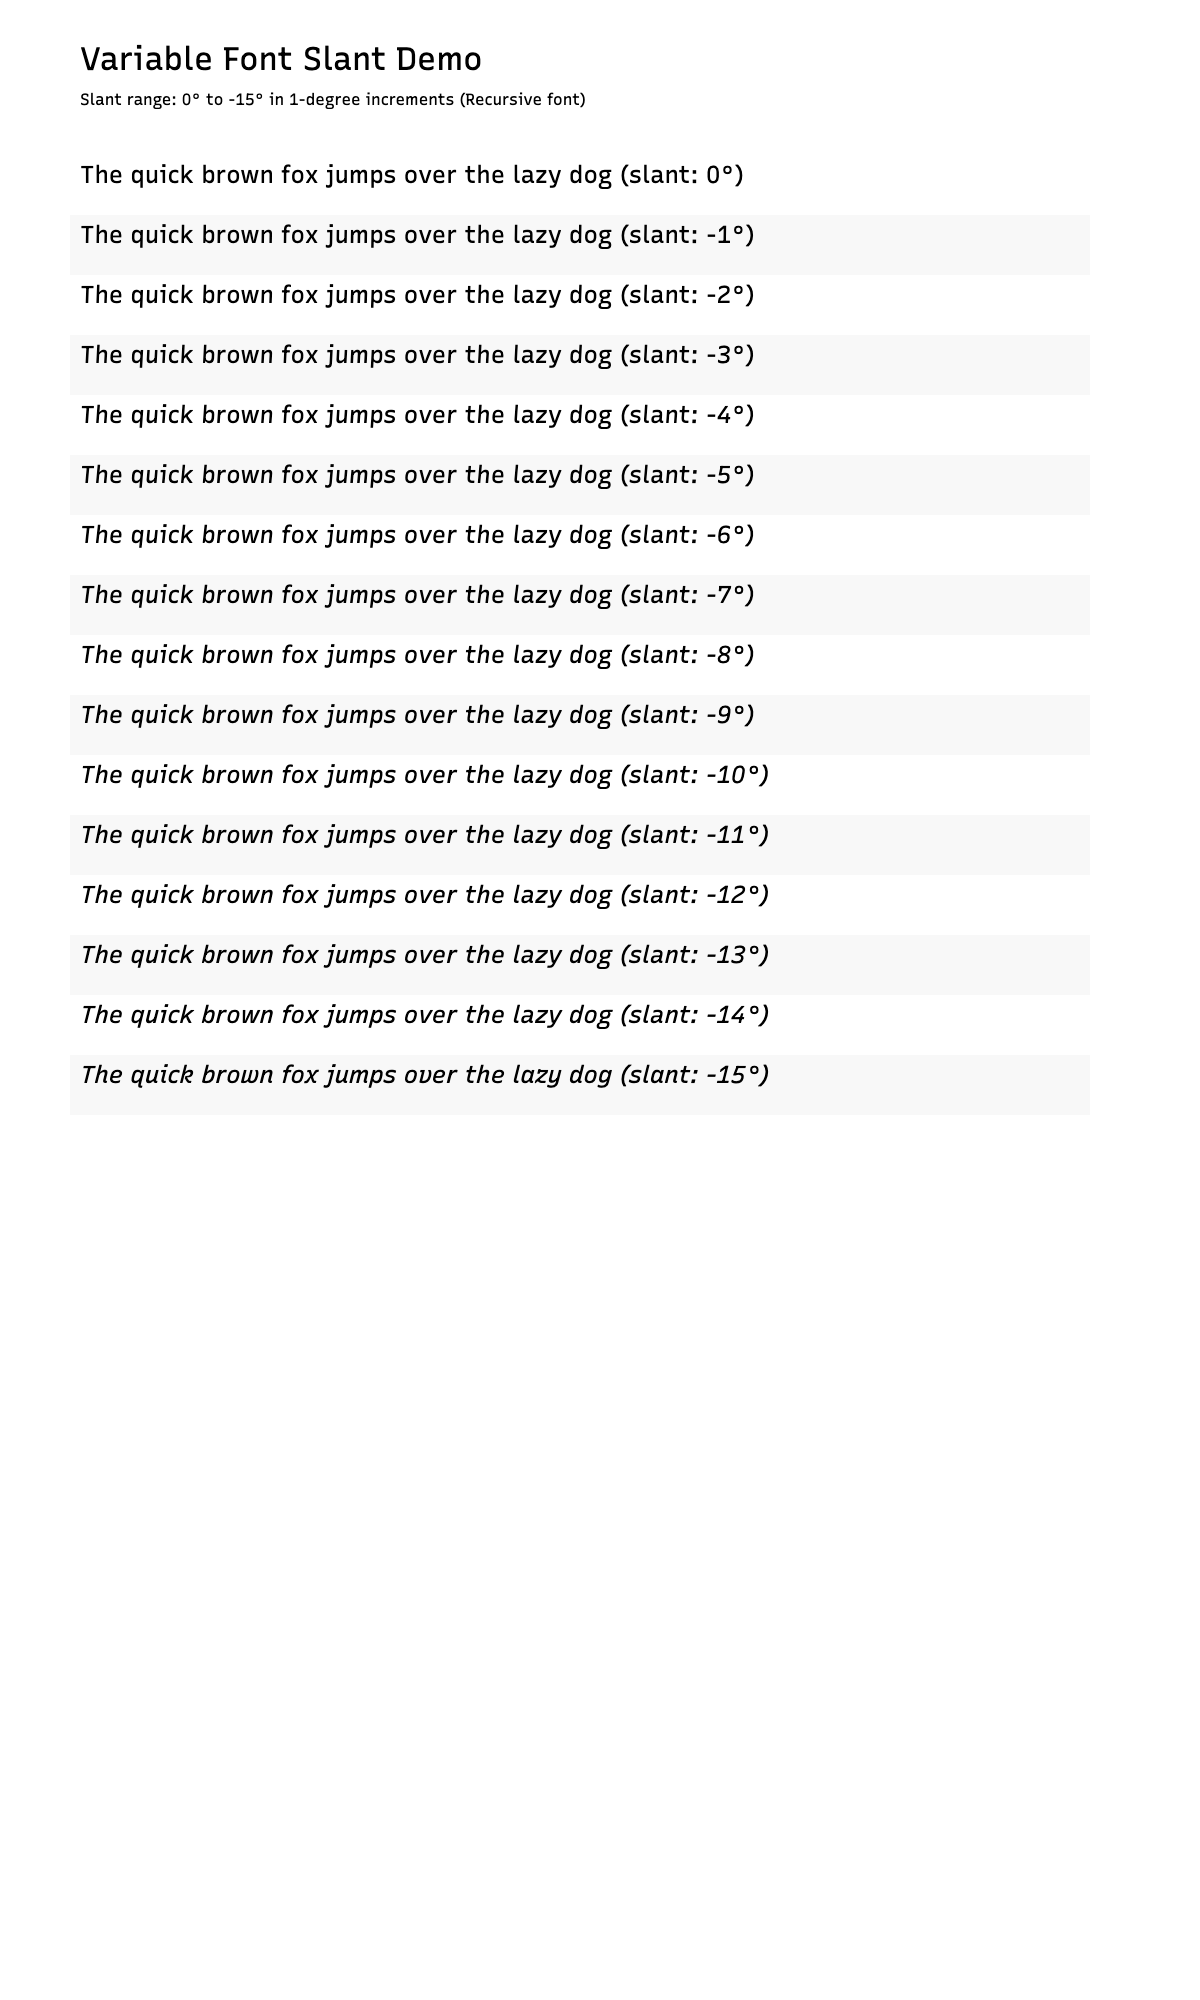 Variable Font Slant Demo
Slant range: 0° to -15° in 1-degree increments (Recursive font)
The quick brown fox jumps over the lazy dog (slant: 0°)
The quick brown fox jumps over the lazy dog (slant: -1°)
The quick brown fox jumps over the lazy dog (slant: -2°)
The quick brown fox jumps over the lazy dog (slant: -3°)
The quick brown fox jumps over the lazy dog (slant: -4°)
The quick brown fox jumps over the lazy dog (slant: -5°)
The quick brown fox jumps over the lazy dog (slant: -6°)
The quick brown fox jumps over the lazy dog (slant: -7°)
The quick brown fox jumps over the lazy dog (slant: -8°)
The quick brown fox jumps over the lazy dog (slant: -9°)
The quick brown fox jumps over the lazy dog (slant: -10°)
The quick brown fox jumps over the lazy dog (slant: -11°)
The quick brown fox jumps over the lazy dog (slant: -12°)
The quick brown fox jumps over the lazy dog (slant: -13°)
The quick brown fox jumps over the lazy dog (slant: -14°)
The quick brown fox jumps over the lazy dog (slant: -15°)